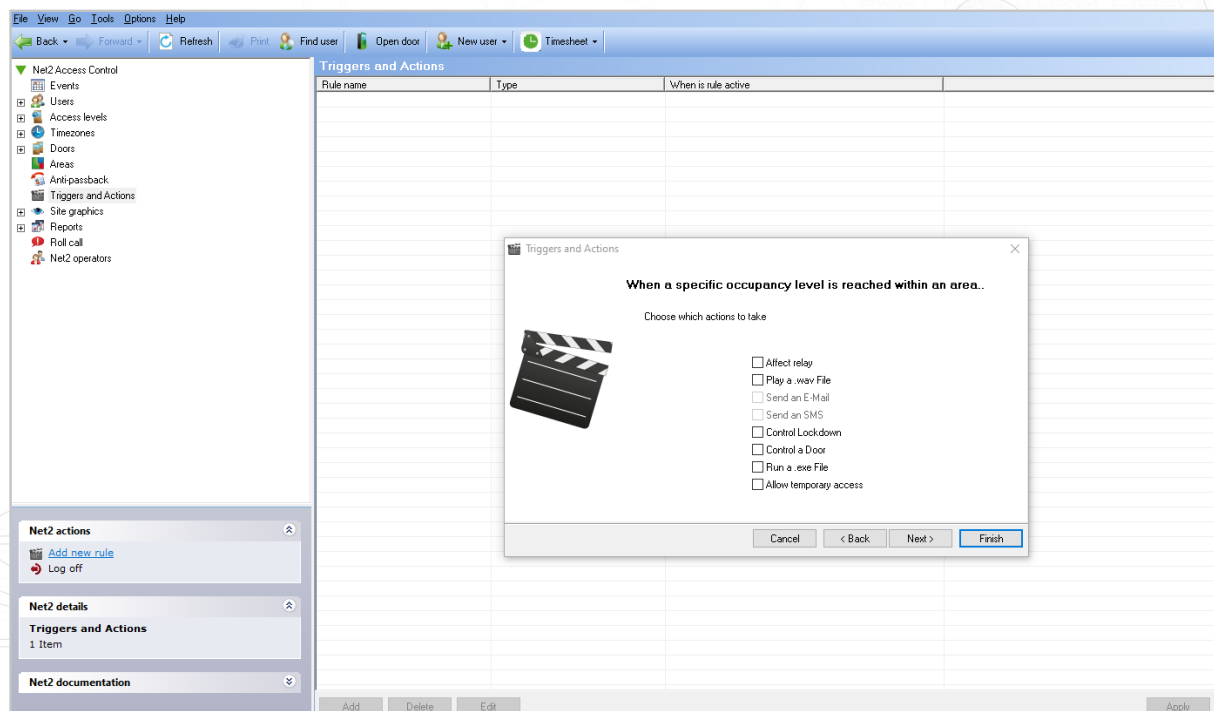 File View Go Tools Options Help
Back Forward Refresh Print Find user Open door New user Timesheet
Net2 Access Control
Events
Users
Access levels
Timezones
Doors
Areas
Anti-passback
Triggers and Actions
Site graphics
Reports
Roll call
Net2 operators
Net2 actions
Add new rule
Log off
Net2 details
Triggers and Actions
1 Item
Net2 documentation
Triggers and Actions
Rule name Type When is rule active
Triggers and Actions
When a specific occupancy level is reached within an area..
Choose which actions to take
Affect relay
Play a .wav File
Send an E-Mail
Send an SMS
Control Lockdown
Control a Door
Run a .exe File
Allow temporary access
Cancel < Back Next > Finish
Add Delete Edit Apply